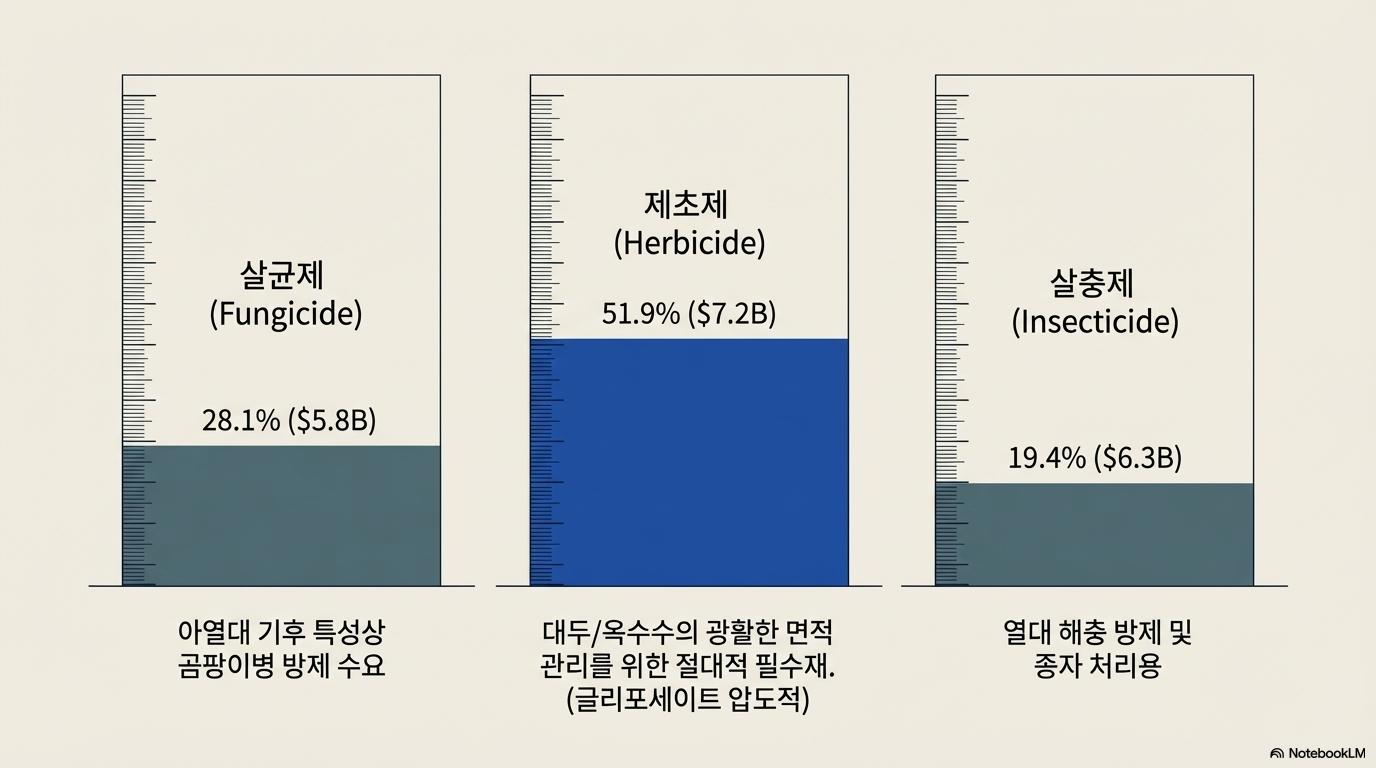 살균제
(Fungicide)
28.1% ($5.8B)
아열대 기후 특성상
곰팡이병 방제 수요
제초제
(Herbicide)
51.9% ($7.2B)
대두/옥수수의 광활한 면적
관리를 위한 절대적 필수재.
(글리포세이트 압도적)
살충제
(Insecticide)
19.4% ($6.3B)
열대 해충 방제 및
종자 처리용
NotebookLM